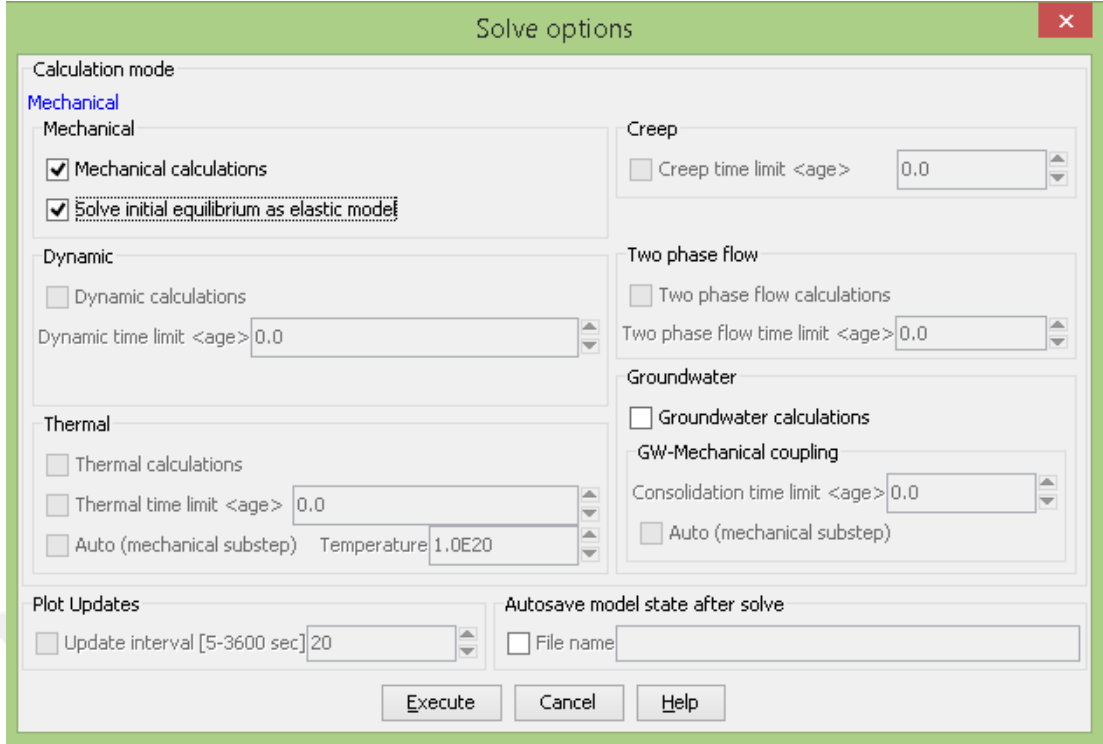 Solve options
Calculation mode
Mechanical
Mechanical
Mechanical calculations
Solve initial equilibrium as elastic model
Creep
Creep time limit <age> 0.0
Dynamic
Dynamic calculations
Dynamic time limit <age> 0.0
Two phase flow
Two phase flow calculations
Two phase flow time limit <age> 0.0
Thermal
Thermal calculations
Thermal time limit <age> 0.0
Auto (mechanical substep) Temperature 1.0E20
Groundwater
Groundwater calculations
GW-Mechanical coupling
Consolidation time limit <age> 0.0
Auto (mechanical substep)
Plot Updates
Update interval [5-3600 sec] 20
Autosave model state after solve
File name
Execute Cancel Help